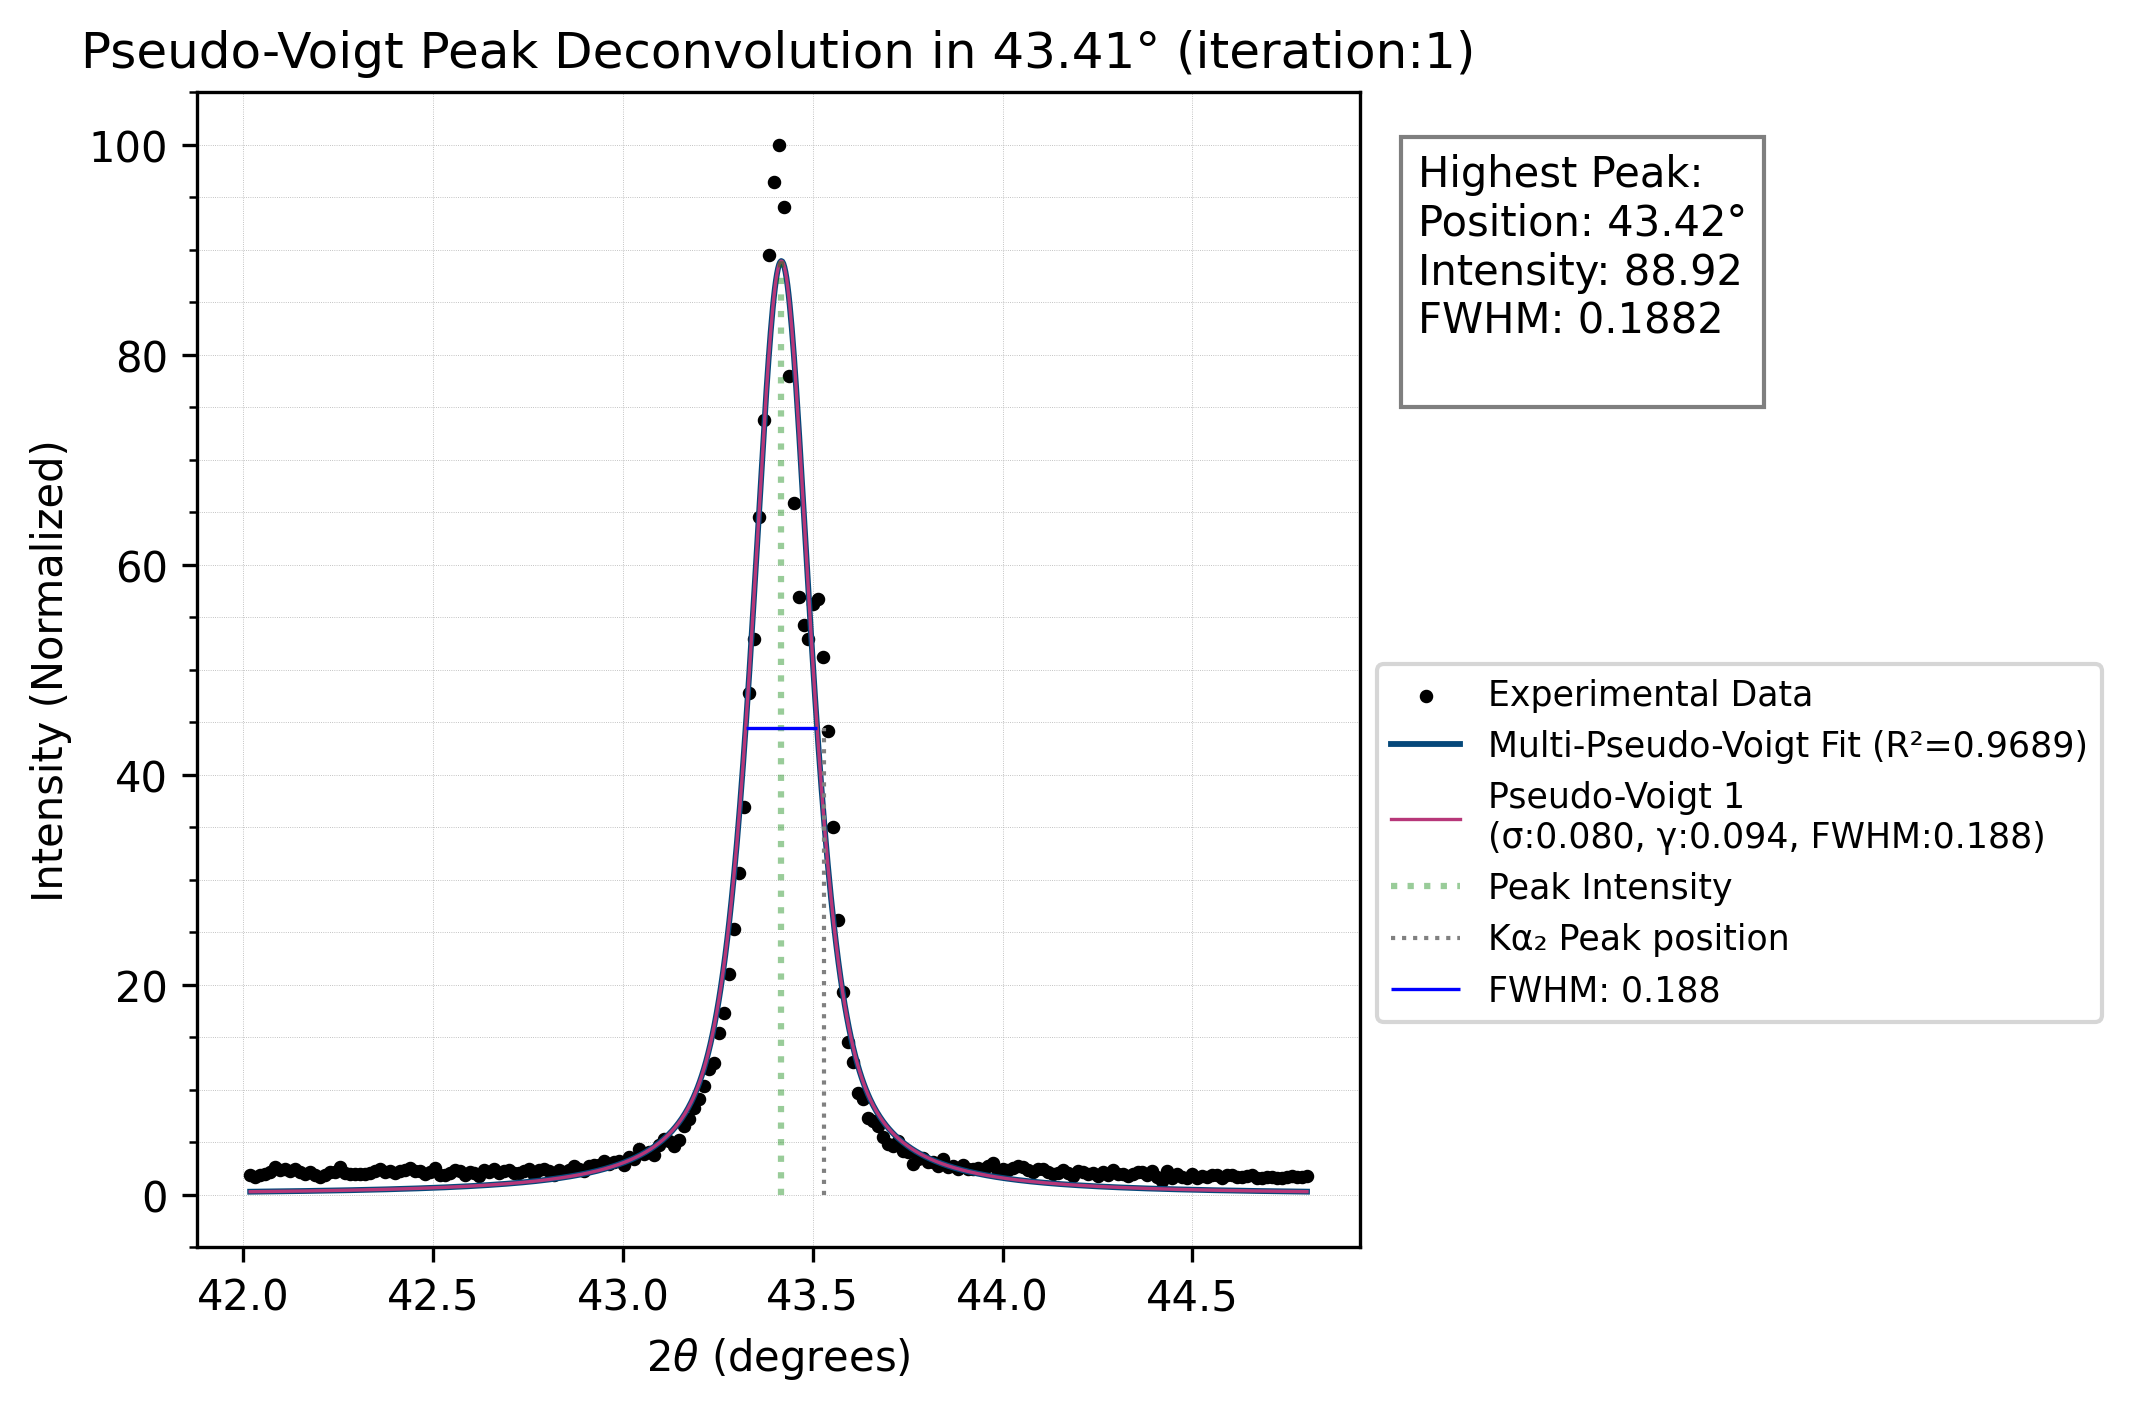 Pseudo-Voigt Peak Deconvolution in 43.41° (iteration:1)
Highest Peak:
Position: 43.42°
Intensity: 88.92
FWHM: 0.1882
Intensity (Normalized)
100
80
60
40
20
0
Experimental Data
Multi-Pseudo-Voigt Fit (R²=0.9689)
Pseudo-Voigt 1
(σ:0.080, γ:0.094, FWHM:0.188)
Peak Intensity
Kα₂ Peak position
FWHM: 0.188
42.0 42.5 43.0 43.5 44.0 44.5
2θ (degrees)